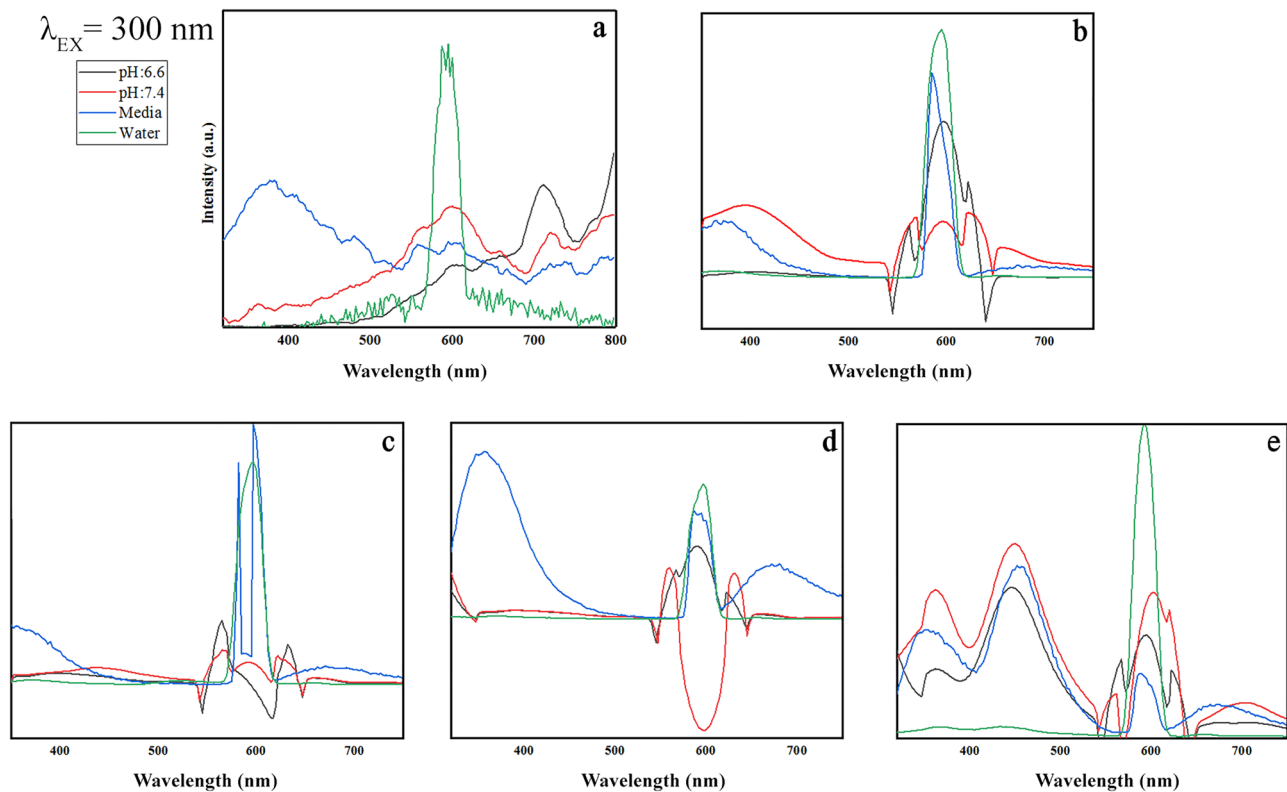 λEX= 300 nm
pH:6.6
pH:7.4
Media
Water
a
Intensity (a.u.)
400 500 600 700 800
Wavelength (nm)
b
400 500 600 700
Wavelength (nm)
c
400 500 600 700
Wavelength (nm)
d
400 500 600 700
Wavelength (nm)
e
400 500 600 700
Wavelength (nm)